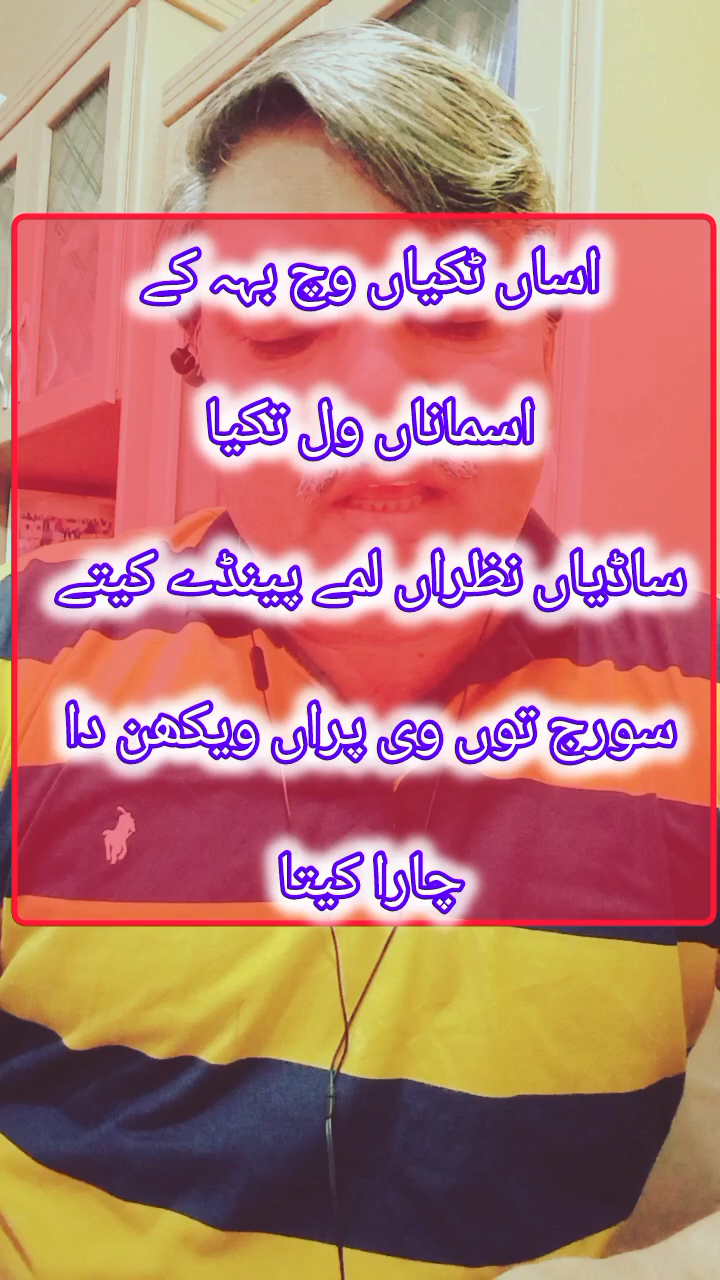 اساں ٹکیاں وچ بہہ کے
اسماناں ول تکیا
ساڈیاں نظراں لمے پینڈے کیتے
سورج توں وی پراں ویکھن دا
چارا کیتا